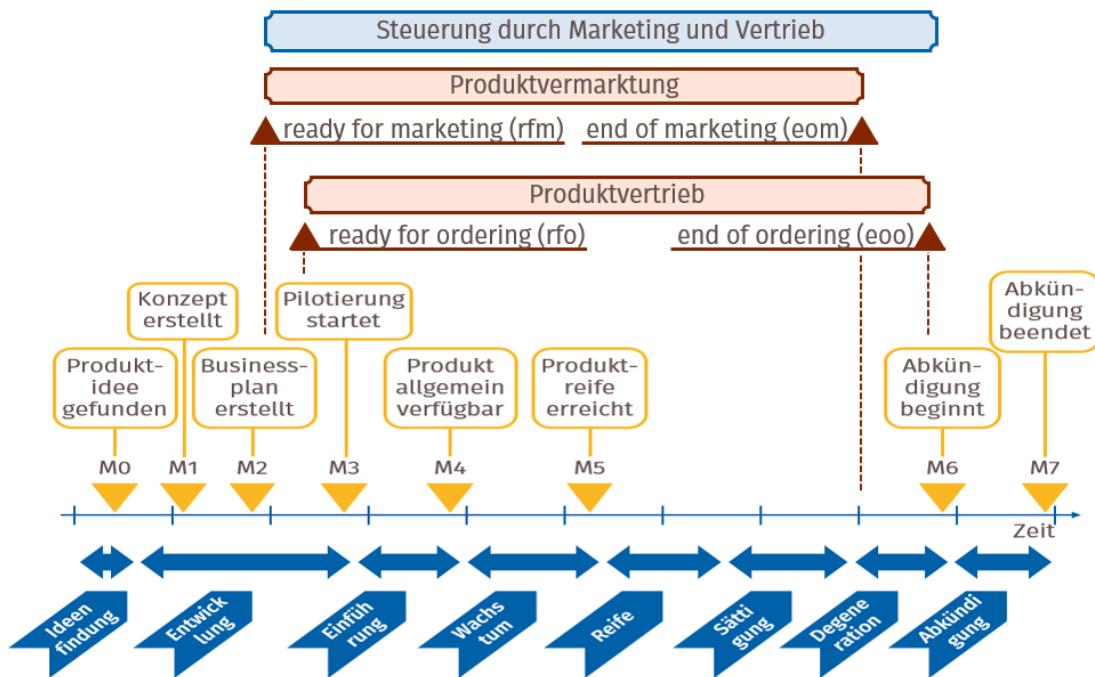 Steuerung durch Marketing und Vertrieb
Produktvermarktung
ready for marketing (rfm)
end of marketing (eom)
Produktvertrieb
ready for ordering (rfo)
end of ordering (eoo)
Konzept
erstellt
Pilotierung
startet
Abkün-
digung
beendet
Produkt-
idee
gefunden
Business-
plan
erstellt
Produkt
allgemein
verfügbar
Produkt-
reife
erreicht
Abkün-
digung
beginnt
M0
M1
M2
M3
M4
M5
M6
M7
Zeit
Ideen
findung
Entwick
lung
Einfüh
rung
Wachs
tum
Reife
Sätti
gung
Degene
ration
Abkündi
gung